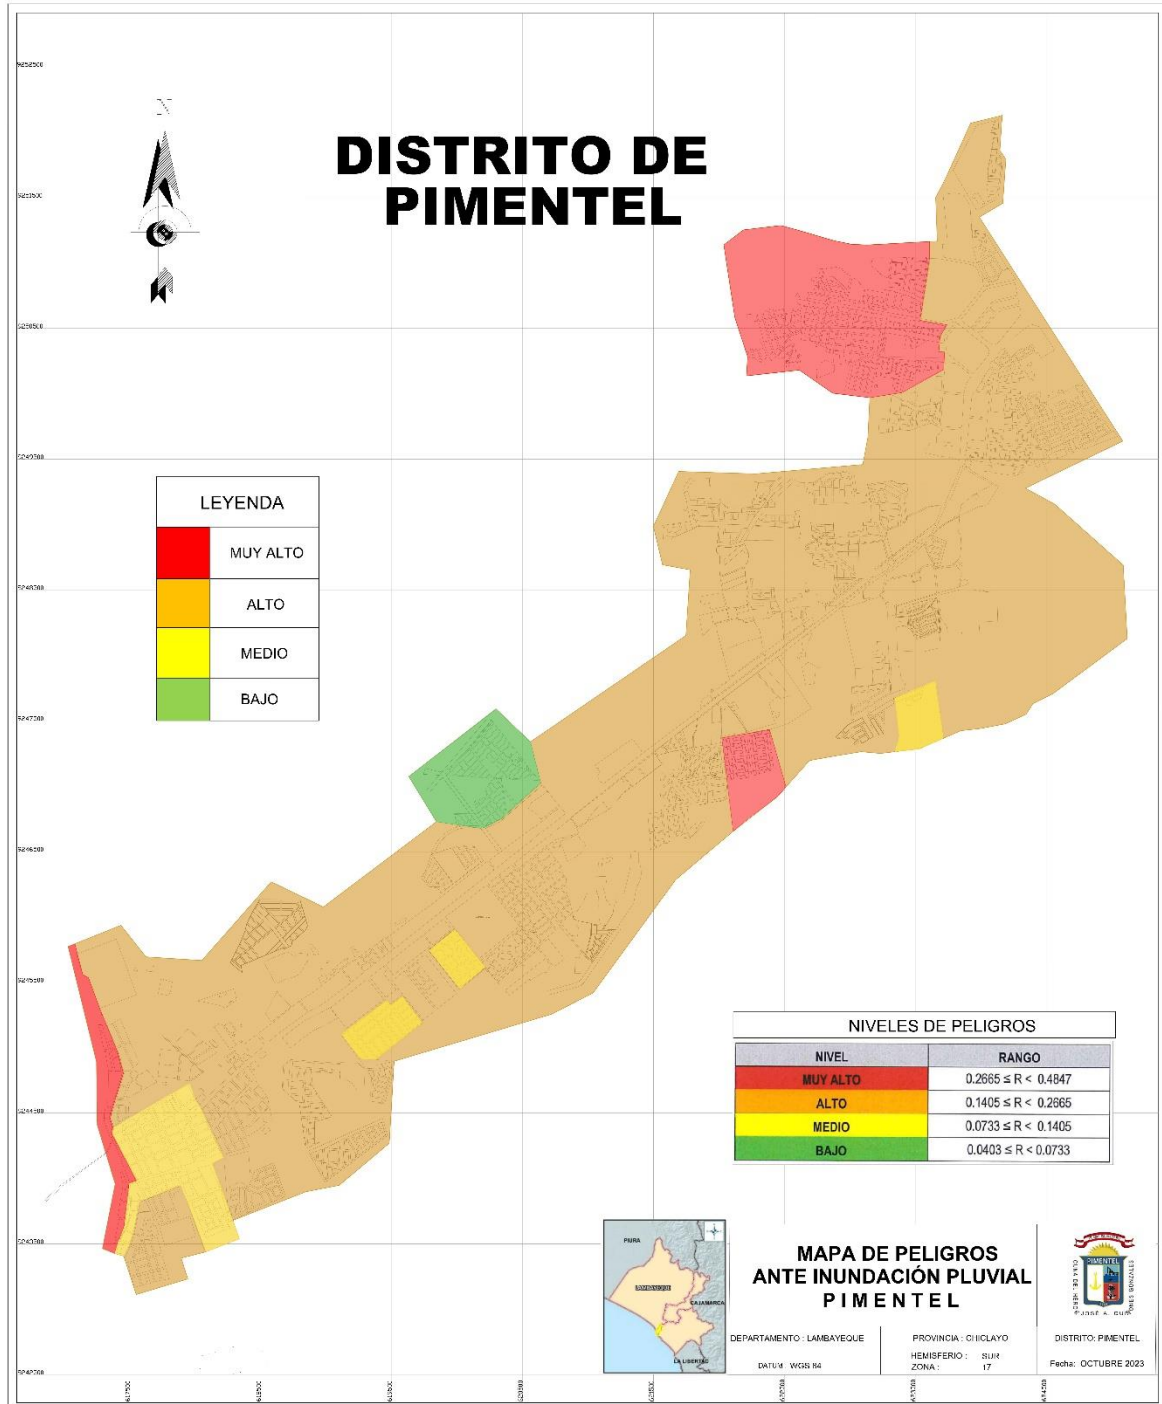 N
DISTRITO DE
PIMENTEL
LEYENDA
MUY ALTO
ALTO
MEDIO
BAJO
NIVELES DE PELIGROS
NIVEL RANGO
MUY ALTO 0.2665 ≤ R < 0.4847
ALTO 0.1405 ≤ R < 0.2665
MEDIO 0.0733 ≤ R < 0.1405
BAJO 0.0403 ≤ R < 0.0733
PIURA
LAMBAYEQUE
CAJAMARCA
LA LIBERTAD
MAPA DE PELIGROS
ANTE INUNDACIÓN PLUVIAL
PIMENTEL
PIMENTEL
DEPARTAMENTO : LAMBAYEQUE
DATUM WGS 84
PROVINCIA : CHICLAYO
HEMISFERIO : SUR
ZONA : 17
DISTRITO: PIMENTEL
Fecha: OCTUBRE 2023